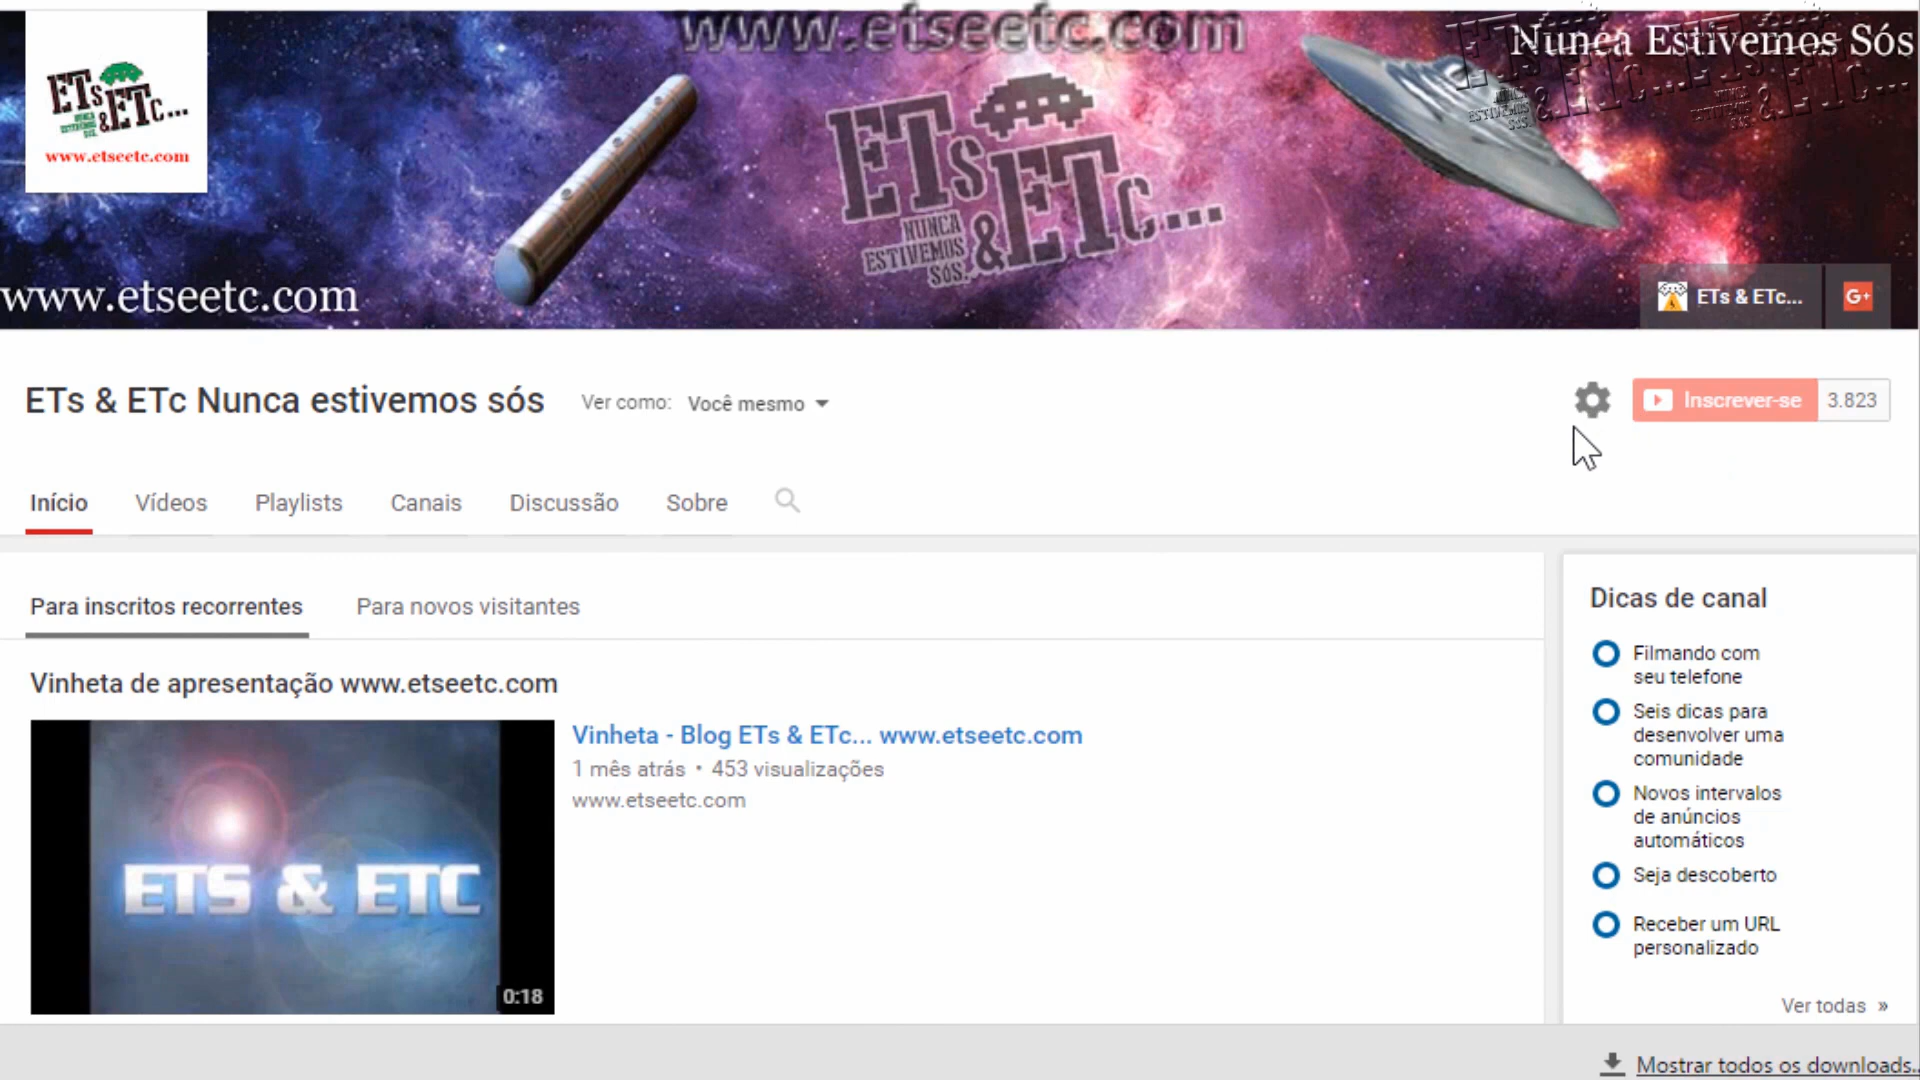 www.etseetc.com
Nunca Estivemos Sós
ETs
&ETc...
NUNCA
ESTIVEMOS
SÓS.
www.etseetc.com
ETs
&ETc...
NUNCA
ESTIVEMOS
SÓS.
www.etseetc.com
ETs & ETc...
G+
ETs & ETc Nunca estivemos sós
Ver como: Você mesmo
Inscrever-se 3.823
Início Vídeos Playlists Canais Discussão Sobre
Para inscritos recorrentes Para novos visitantes
Vinheta de apresentação www.etseetc.com
Vinheta - Blog ETs & ETc... www.etseetc.com
1 mês atrás • 453 visualizações
www.etseetc.com
ETS & ETC
0:18
Dicas de canal
Filmando com
seu telefone
Seis dicas para
desenvolver uma
comunidade
Novos intervalos
de anúncios
automáticos
Seja descoberto
Receber um URL
personalizado
Ver todas »
Mostrar todos os downloads..